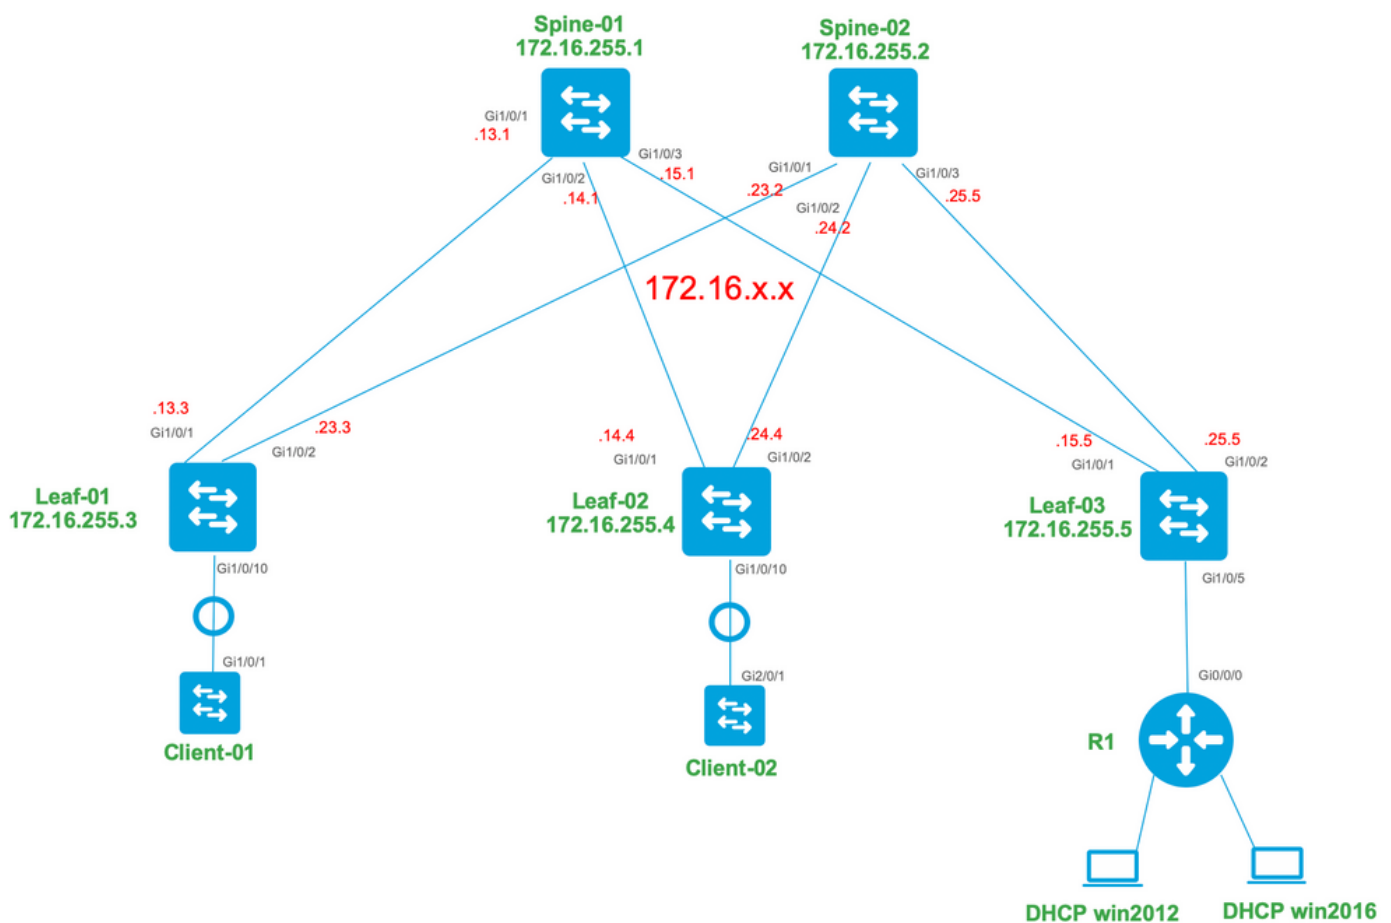 Spine-01
172.16.255.1
Spine-02
172.16.255.2
Gi1/0/1
.13.1
Gi1/0/2
.14.1
Gi1/0/3
.15.1
Gi1/0/1
.23.2
Gi1/0/2
.24.2
Gi1/0/3
.25.5
172.16.x.x
.13.3
Gi1/0/1
.23.3
Gi1/0/2
.14.4
Gi1/0/1
.24.4
Gi1/0/2
.15.5
Gi1/0/1
.25.5
Gi1/0/2
Leaf-01
172.16.255.3
Leaf-02
172.16.255.4
Leaf-03
172.16.255.5
Gi1/0/10
Gi1/0/10
Gi1/0/5
Gi1/0/1
Gi2/0/1
Gi0/0/0
Client-01
Client-02
R1
DHCP win2012
DHCP win2016